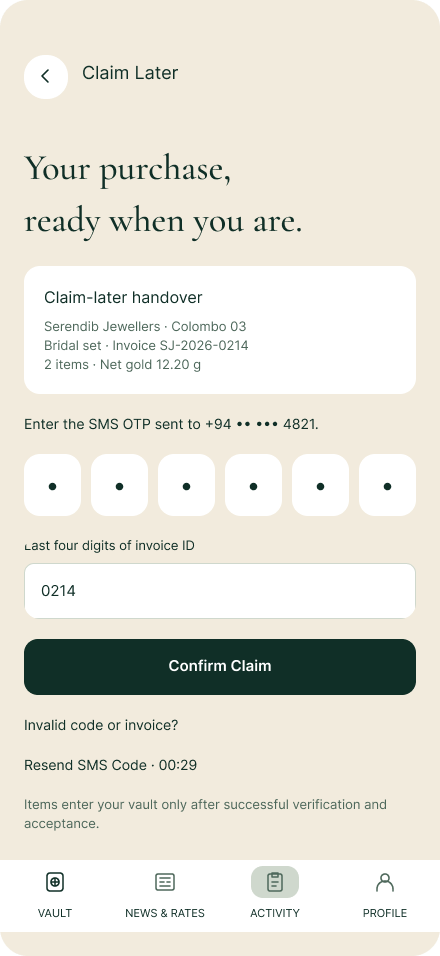 Claim Later
Your purchase,
ready when you are.
Claim-later handover
Serendib Jewellers · Colombo 03
Bridal set · Invoice SJ-2026-0214
2 items · Net gold 12.20 g
Enter the SMS OTP sent to +94 •• ••• 4821.
• • • • • •
Last four digits of invoice ID
0214
Confirm Claim
Invalid code or invoice?
Resend SMS Code · 00:29
Items enter your vault only after successful verification and
acceptance.
VAULT NEWS & RATES ACTIVITY PROFILE